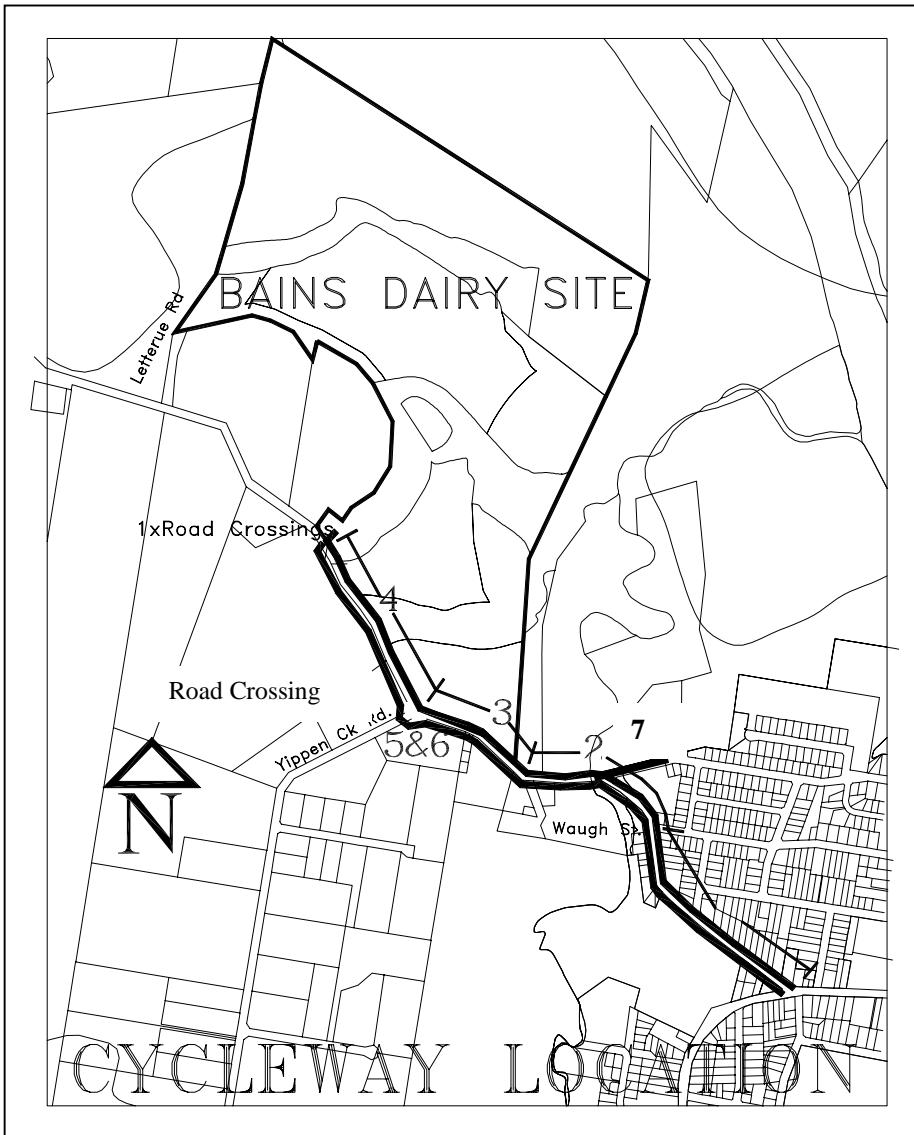 BAINS DAIRY SITE
Letterue Rd
1xRoad Crossings
4
Road Crossing
3
7
2
Yippen Ck Rd.
5&6
N
Waugh St.
CYCLEWAY LOCATION